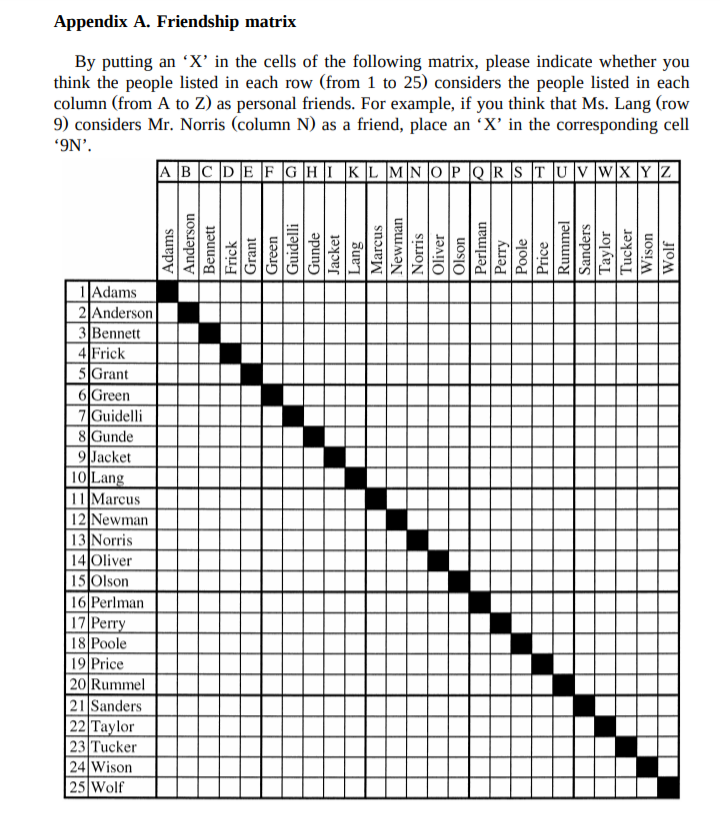 Appendix A. Friendship matrix
By putting an ‘X’ in the cells of the following matrix, please indicate whether you
think the people listed in each row (from 1 to 25) considers the people listed in each
column (from A to Z) as personal friends. For example, if you think that Ms. Lang (row
9) considers Mr. Norris (column N) as a friend, place an ‘X’ in the corresponding cell
‘9N’.
A B C D E F G H I K L M N O P Q R S T U V W X Y Z
Adams
Anderson
Bennett
Frick
Grant
Green
Guidelli
Gunde
Jacket
Lang
Marcus
Newman
Norris
Oliver
Olson
Perlman
Perry
Poole
Price
Rummel
Sanders
Taylor
Tucker
Wison
Wolf
1 Adams
2 Anderson
3 Bennett
4 Frick
5 Grant
6 Green
7 Guidelli
8 Gunde
9 Jacket
10 Lang
11 Marcus
12 Newman
13 Norris
14 Oliver
15 Olson
16 Perlman
17 Perry
18 Poole
19 Price
20 Rummel
21 Sanders
22 Taylor
23 Tucker
24 Wison
25 Wolf